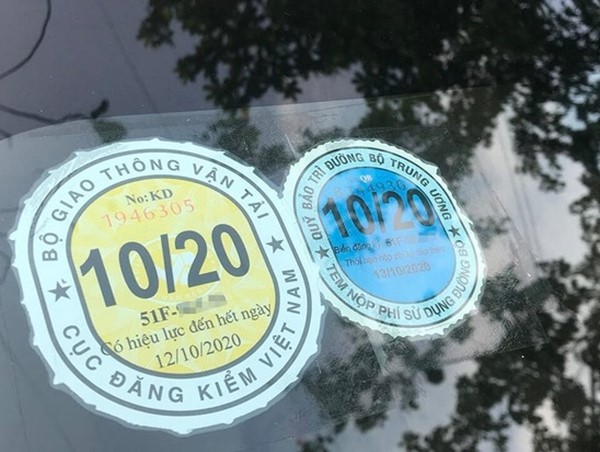 BỘ GIAO THÔNG VẬN TẢI
No: KD
1946305
10/20
51F-
Có hiệu lực đến hết ngày
12/10/2020
CỤC ĐĂNG KIỂM VIỆT NAM
QUỸ BẢO TRÌ ĐƯỜNG BỘ TRUNG ƯƠNG
10/20
51F-
13/10/2020
TEM NỘP PHÍ SỬ DỤNG ĐƯỜNG BỘ